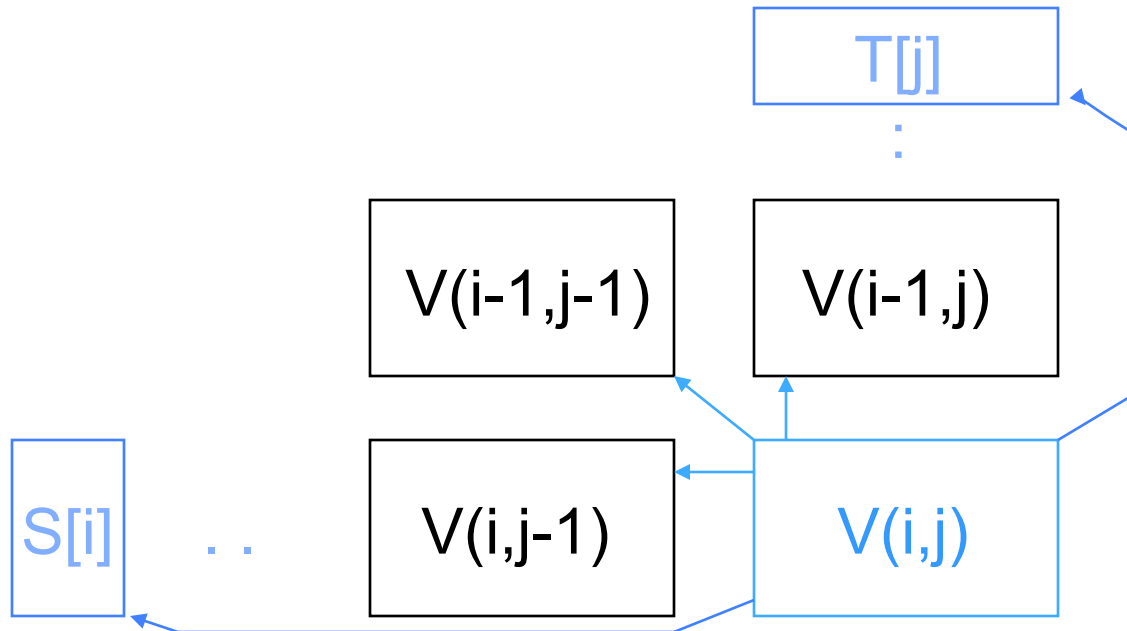 T[j]
:
V(i-1,j-1) V(i-1,j)
S[i] . . V(i,j-1) V(i,j)